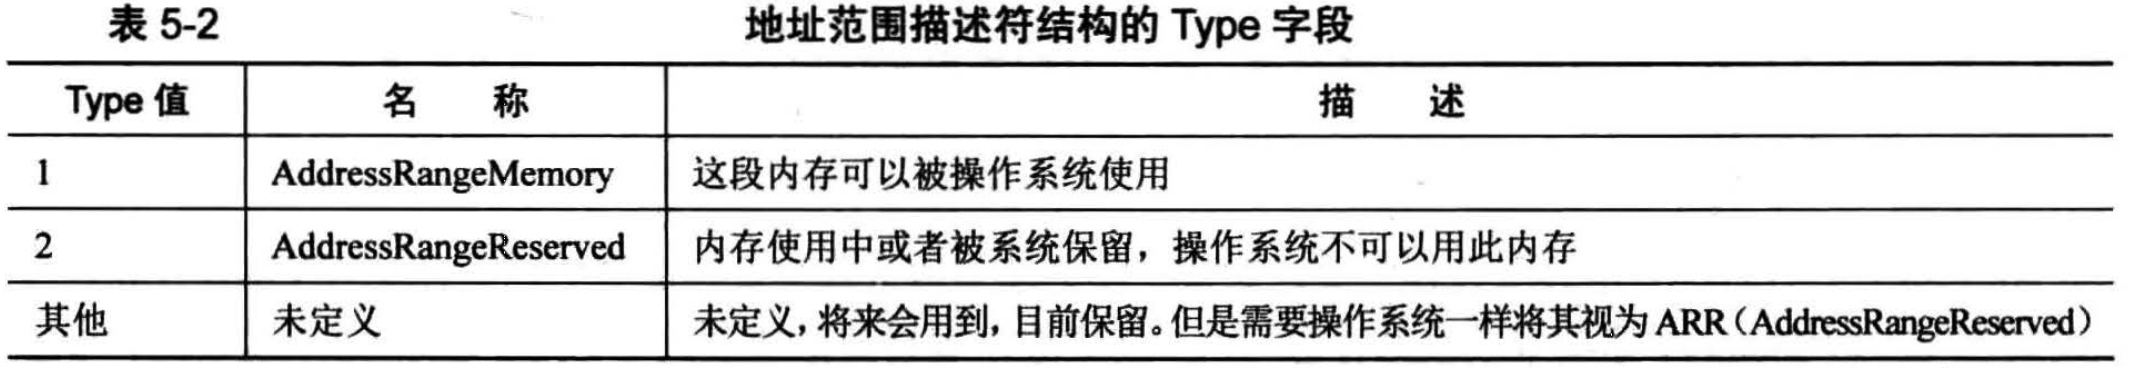 表 5-2 地址范围描述符结构的 Type 字段
Type 值 名 称 描 述
1 AddressRangeMemory 这段内存可以被操作系统使用
2 AddressRangeReserved 内存使用中或者被系统保留，操作系统不可以用此内存
其他 未定义 未定义，将来会用到，目前保留。但是需要操作系统一样将其视为 ARR（AddressRangeReserved）